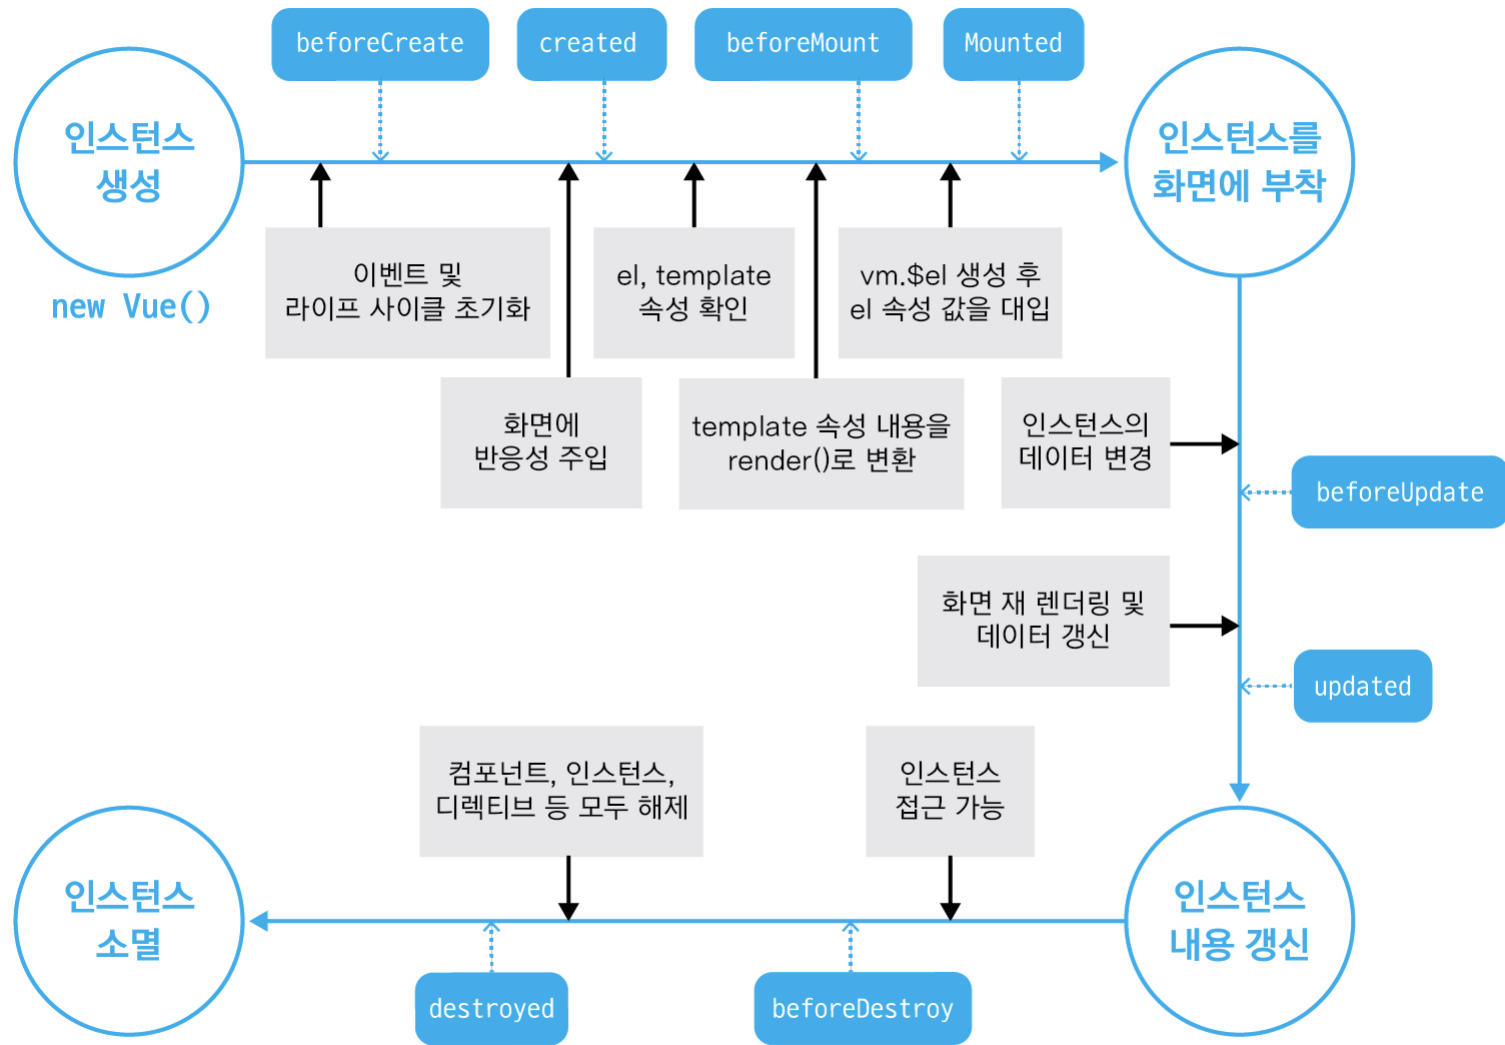 beforeCreate
created
beforeMount
Mounted
인스턴스
생성
new Vue()
인스턴스를
화면에 부착
이벤트 및
라이프 사이클 초기화
el, template
속성 확인
vm.$el 생성 후
el 속성 값을 대입
화면에
반응성 주입
template 속성 내용을
render()로 변환
인스턴스의
데이터 변경
beforeUpdate
화면 재 렌더링 및
데이터 갱신
updated
컴포넌트, 인스턴스,
디렉티브 등 모두 해제
인스턴스
접근 가능
인스턴스
소멸
인스턴스
내용 갱신
destroyed
beforeDestroy